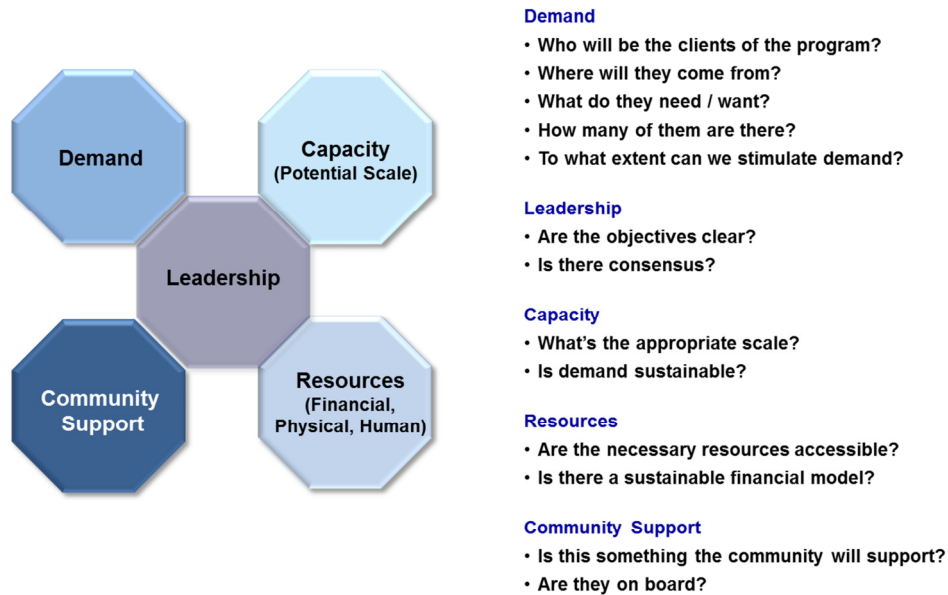 Demand
Capacity
(Potential Scale)
Leadership
Community
Support
Resources
(Financial,
Physical, Human)
Demand
• Who will be the clients of the program?
• Where will they come from?
• What do they need / want?
• How many of them are there?
• To what extent can we stimulate demand?
Leadership
• Are the objectives clear?
• Is there consensus?
Capacity
• What's the appropriate scale?
• Is demand sustainable?
Resources
• Are the necessary resources accessible?
• Is there a sustainable financial model?
Community Support
• Is this something the community will support?
• Are they on board?